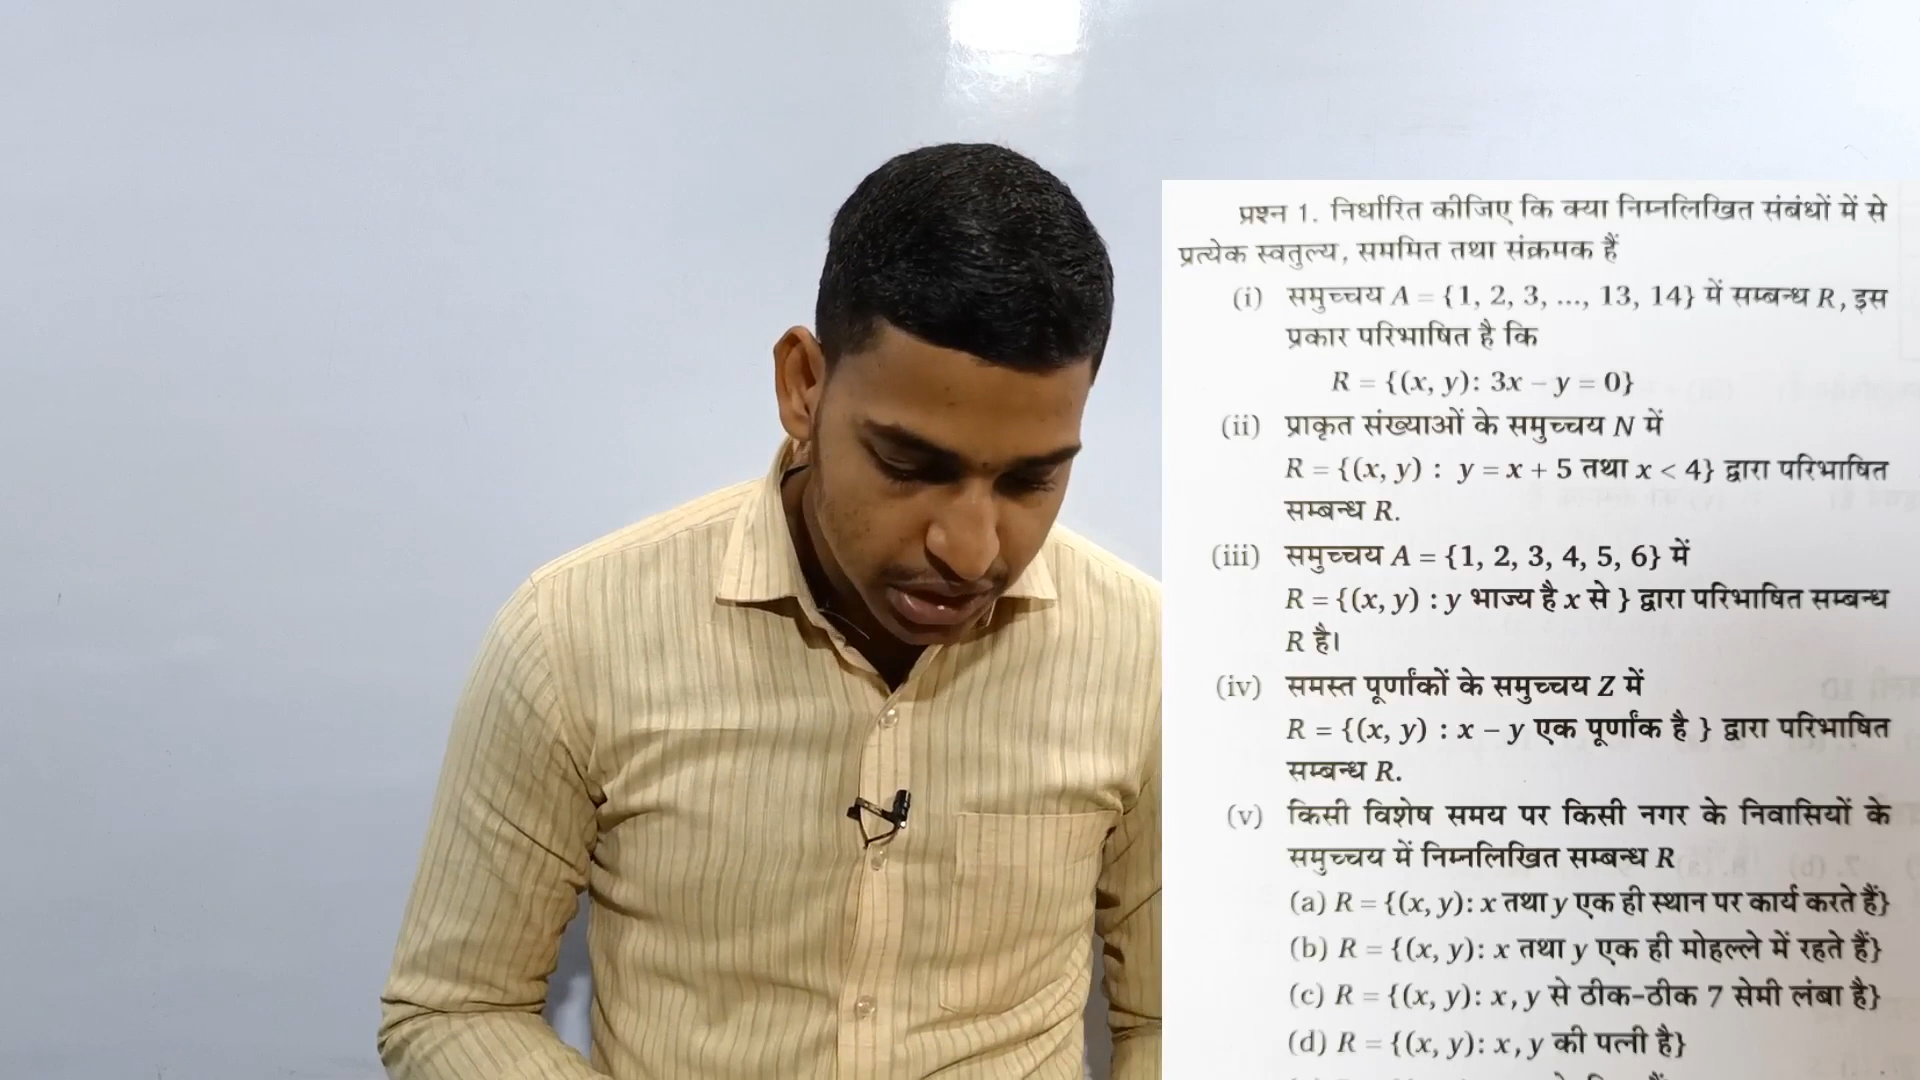 प्रश्न 1. निर्धारित कीजिए कि क्या निम्नलिखित संबंधों में से
प्रत्येक स्वतुल्य, सममित तथा संक्रमक हैं
(i) समुच्चय A = {1, 2, 3, ..., 13, 14} में सम्बन्ध R, इस
प्रकार परिभाषित है कि
R = {(x, y): 3x – y = 0}
(ii) प्राकृत संख्याओं के समुच्चय N में
R = {(x, y) : y = x + 5 तथा x < 4} द्वारा परिभाषित
सम्बन्ध R.
(iii) समुच्चय A = {1, 2, 3, 4, 5, 6} में
R = {(x, y) : y भाज्य है x से } द्वारा परिभाषित सम्बन्ध
R है।
(iv) समस्त पूर्णांकों के समुच्चय Z में
R = {(x, y) : x – y एक पूर्णांक है } द्वारा परिभाषित
सम्बन्ध R.
(v) किसी विशेष समय पर किसी नगर के निवासियों के
समुच्चय में निम्नलिखित सम्बन्ध R
(a) R = {(x, y): x तथा y एक ही स्थान पर कार्य करते हैं}
(b) R = {(x, y): x तथा y एक ही मोहल्ले में रहते हैं}
(c) R = {(x, y): x, y से ठीक-ठीक 7 सेमी लंबा है}
(d) R = {(x, y): x, y की पत्नी है}